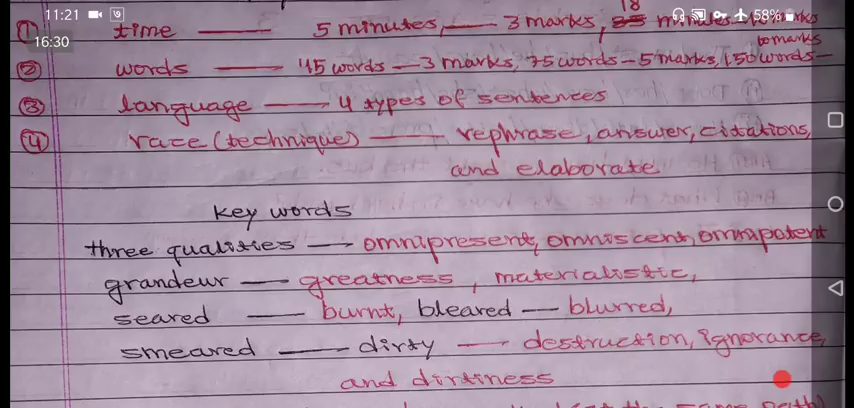 11:21 58%
16:30
① time — 5 minutes, — 3 marks, 18 minutes - 10 marks
② words — 45 words — 3 marks, 75 words - 5 marks, 150 words - 10 marks
③ language — 4 types of sentences
④ race (technique) — rephrase, answer, citations,
and elaborate
key words
three qualities — omnipresent, omniscent, omnipotent
grandeur — greatness, materialistic,
seared — burnt, bleared — blurred,
smeared — dirty — destruction, ignorance,
and dirtiness